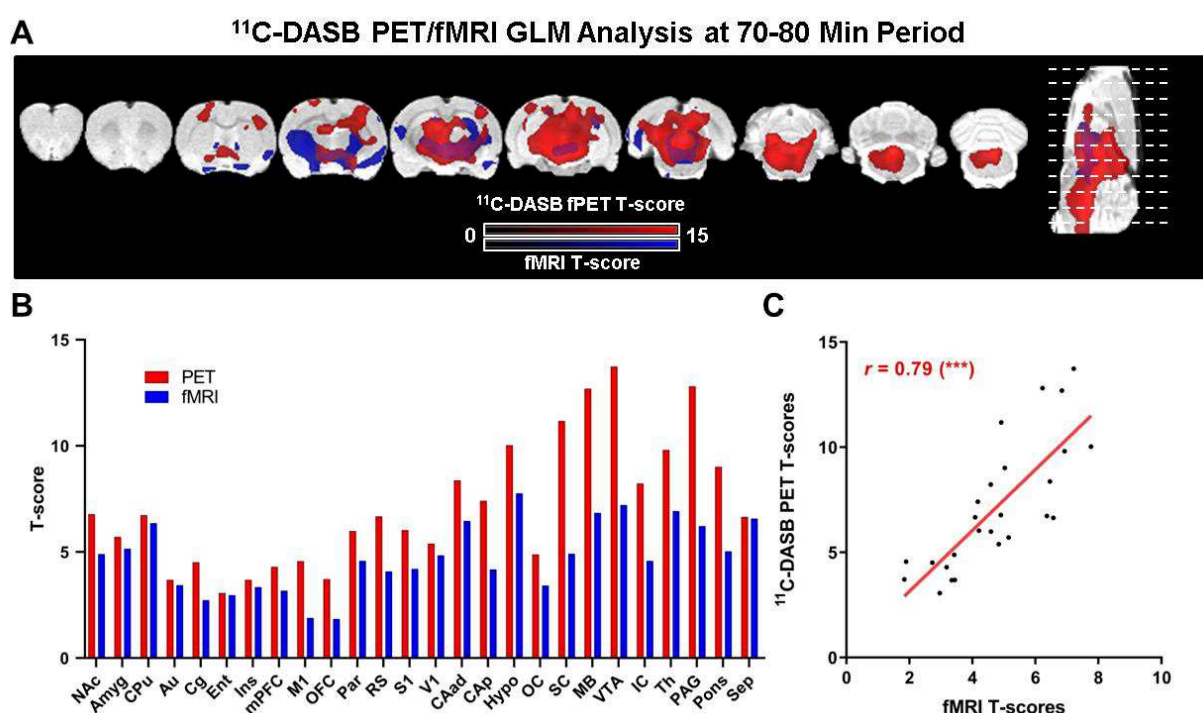 A
¹¹C-DASB PET/fMRI GLM Analysis at 70-80 Min Period
¹¹C-DASB fPET T-score
0
15
fMRI T-score
B
15
10
5
0
T-score
PET
fMRI
NAc
Amyg
CPu
Au
Cg
Ent
Ins
mPFC
M1
OFC
Par
RS
S1
V1
CAad
CAp
Hypo
OC
SC
MB
VTA
IC
Th
PAG
Pons
Sep
C
r = 0.79 (***)
¹¹C-DASB PET T-scores
15
10
5
0
0
2
4
6
8
10
fMRI T-scores